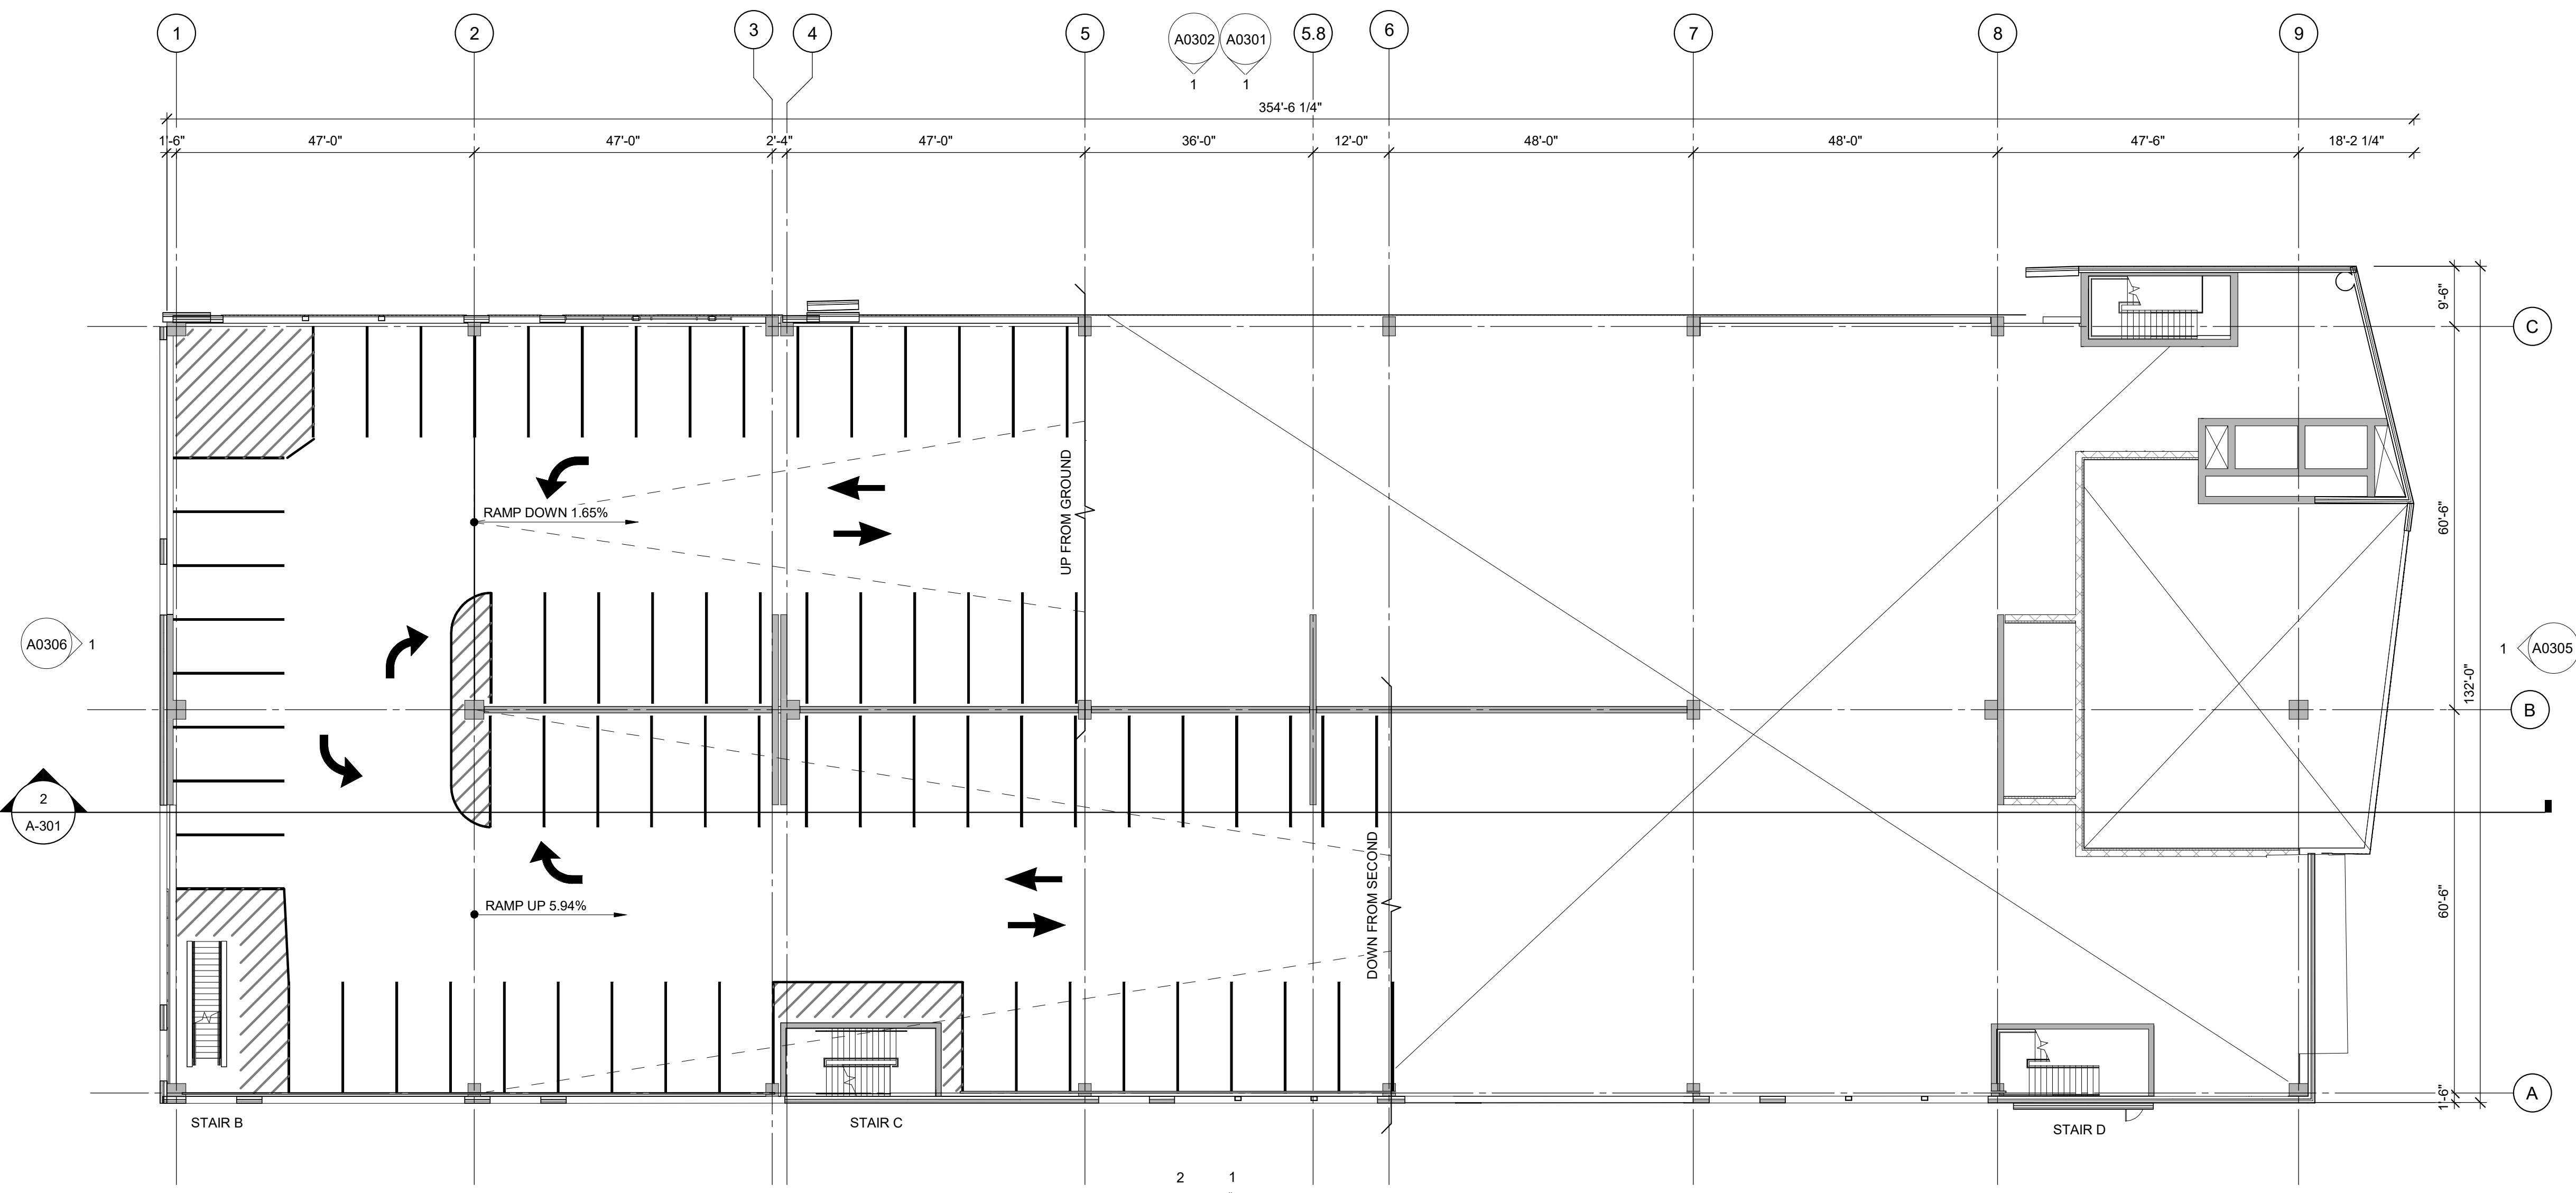 1 2 3 4 5 5.8 6 7 8 9
A0302 A0301
1 1
354'-6 1/4"
1'-6" 47'-0" 47'-0" 2'-4" 47'-0" 36'-0" 12'-0" 48'-0" 48'-0" 47'-6" 18'-2 1/4"
9'-6"
C
UP FROM GROUND
RAMP DOWN 1.65%
60'-6"
A0306 1
1 A0305
132'-0"
B
2
A-301
DOWN FROM SECOND
RAMP UP 5.94%
60'-6"
1'-6"
A
STAIR B
STAIR C
STAIR D
2 1